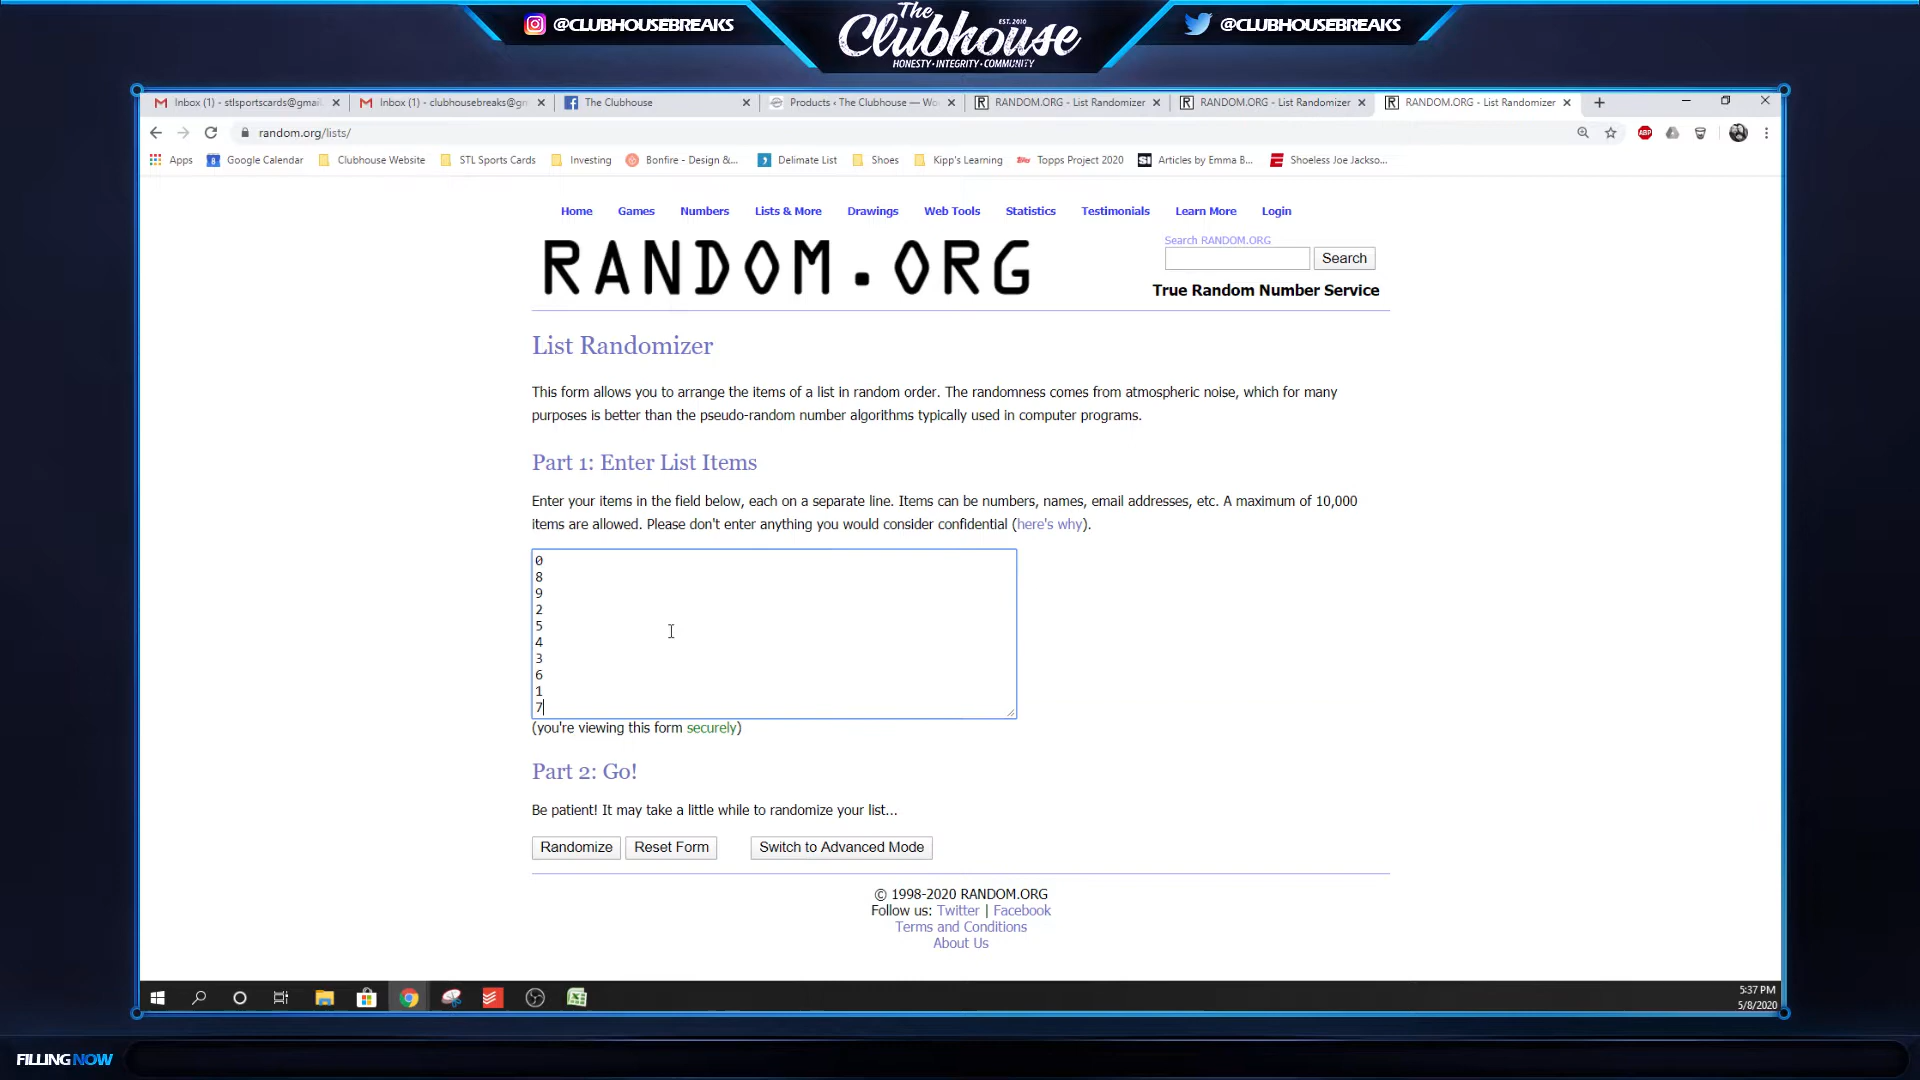 @CLUBHOUSEBREAKS
The
EST. 2010
Clubhouse
HONESTY•INTEGRITY•COMMUNITY
@CLUBHOUSEBREAKS
Inbox (1) - stlsportscards@gmai
Inbox (1) - clubhousebreaks@gm
The Clubhouse
Products ‹ The Clubhouse — Wo
RANDOM.ORG - List Randomizer
RANDOM.ORG - List Randomizer
RANDOM.ORG - List Randomizer
random.org/lists/
ABP
Apps
Google Calendar
Clubhouse Website
STL Sports Cards
Investing
Bonfire - Design &...
Delimate List
Shoes
Kipp's Learning
Topps Project 2020
Articles by Emma B...
Shoeless Joe Jackso...
Home Games Numbers Lists & More Drawings Web Tools Statistics Testimonials Learn More Login
RANDOM.ORG
Search RANDOM.ORG
Search
True Random Number Service
List Randomizer
This form allows you to arrange the items of a list in random order. The randomness comes from atmospheric noise, which for many
purposes is better than the pseudo-random number algorithms typically used in computer programs.
Part 1: Enter List Items
Enter your items in the field below, each on a separate line. Items can be numbers, names, email addresses, etc. A maximum of 10,000
items are allowed. Please don't enter anything you would consider confidential (here's why).
0
8
9
2
5
4
3
6
1
7
(you're viewing this form securely)
Part 2: Go!
Be patient! It may take a little while to randomize your list...
Randomize Reset Form Switch to Advanced Mode
© 1998-2020 RANDOM.ORG
Follow us: Twitter | Facebook
Terms and Conditions
About Us
5:37 PM
5/8/2020
FILLING NOW